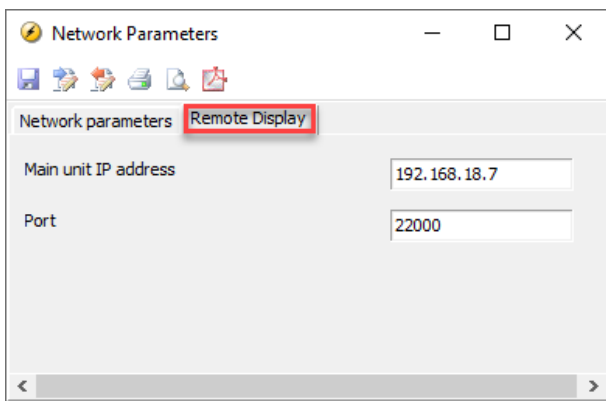 Network Parameters
Network parameters Remote Display
Main unit IP address 192.168.18.7
Port 22000